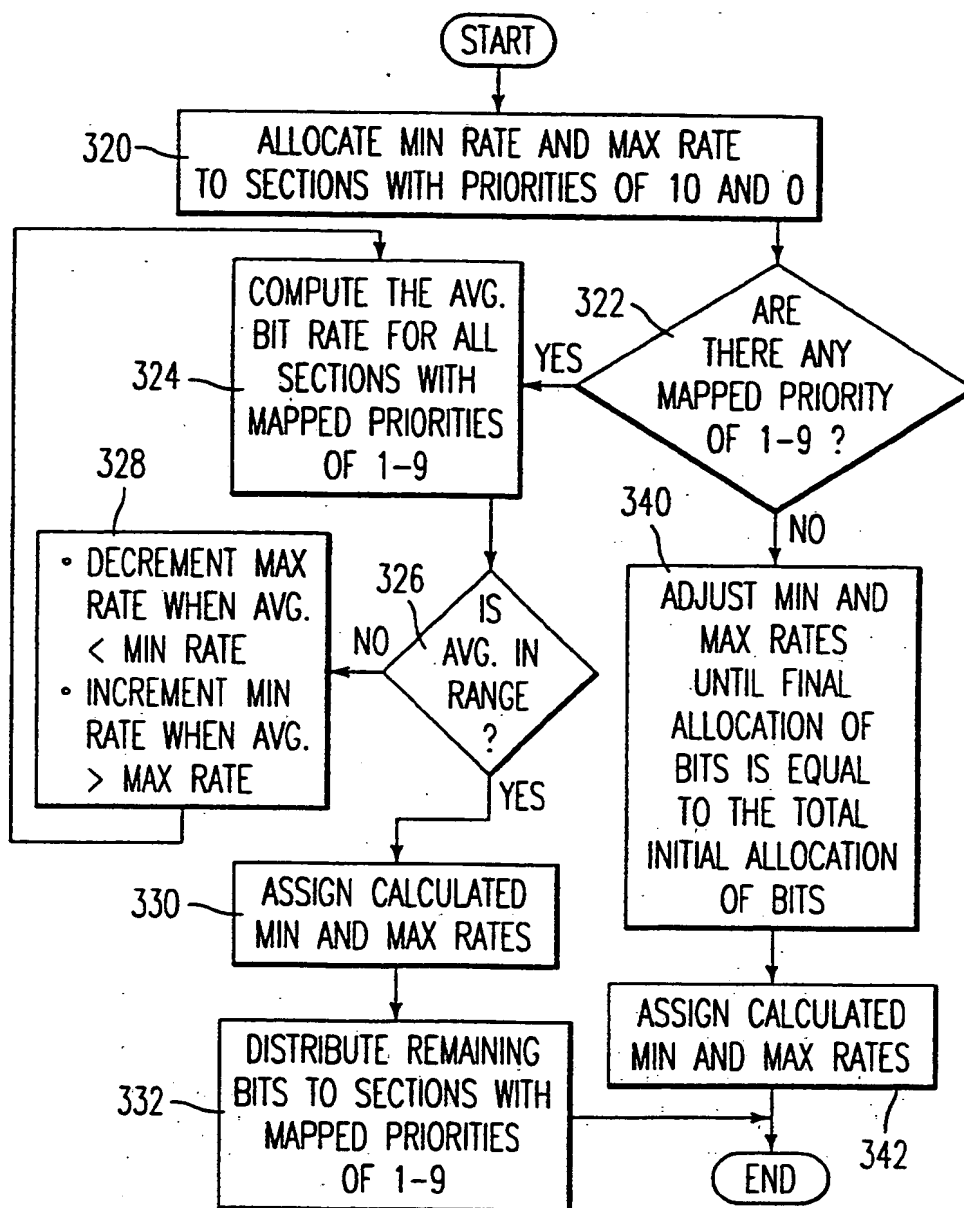 START
320
ALLOCATE MIN RATE AND MAX RATE
TO SECTIONS WITH PRIORITIES OF 10 AND 0
322
ARE
THERE ANY
MAPPED PRIORITY
OF 1-9 ?
YES
NO
324
COMPUTE THE AVG.
BIT RATE FOR ALL
SECTIONS WITH
MAPPED PRIORITIES
OF 1-9
326
IS
AVG. IN
RANGE
?
NO
YES
328
• DECREMENT MAX
RATE WHEN AVG.
< MIN RATE
• INCREMENT MIN
RATE WHEN AVG.
> MAX RATE
330
ASSIGN CALCULATED
MIN AND MAX RATES
332
DISTRIBUTE REMAINING
BITS TO SECTIONS WITH
MAPPED PRIORITIES
OF 1-9
340
ADJUST MIN AND
MAX RATES
UNTIL FINAL
ALLOCATION OF
BITS IS EQUAL
TO THE TOTAL
INITIAL ALLOCATION
OF BITS
ASSIGN CALCULATED
MIN AND MAX RATES
342
END